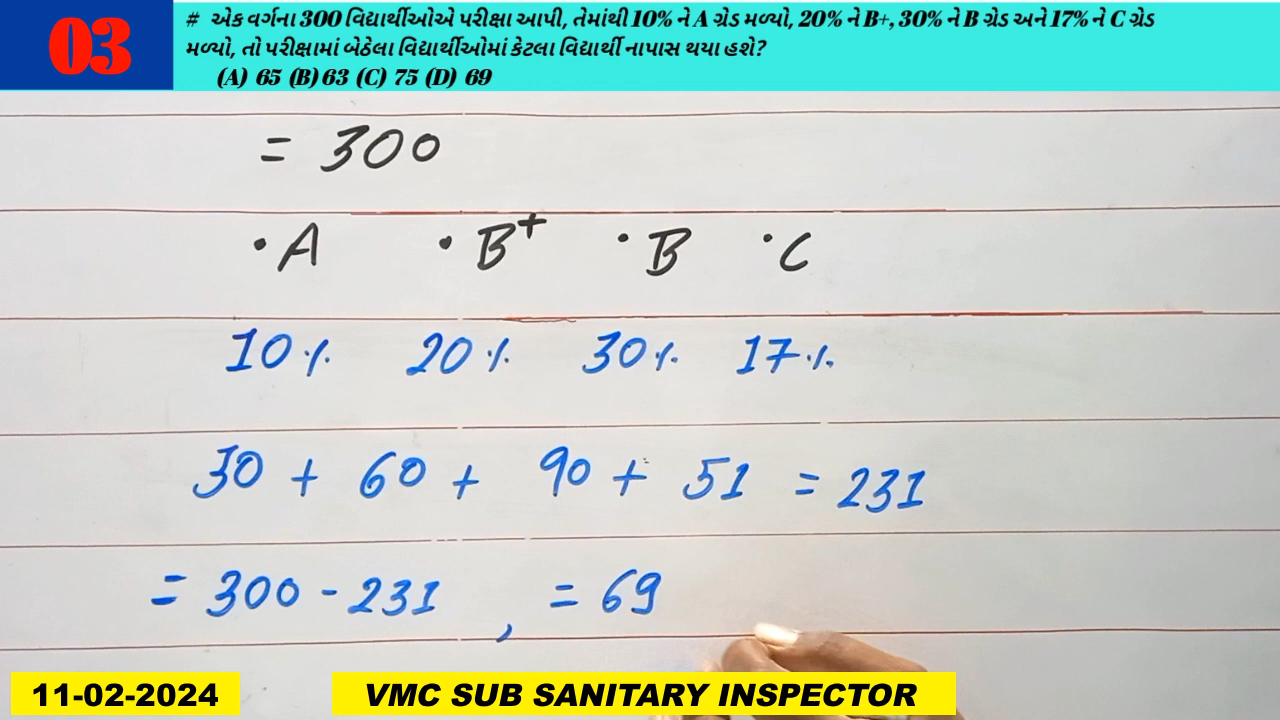 03
# એક વર્ગના 300 વિદ્યાર્થીઓએ પરીક્ષા આપી, તેમાંથી 10% ને A ગ્રેડ મળ્યો, 20% ને B+, 30% ને B ગ્રેડ અને 17% ને C ગ્રેડ
મળ્યો, તો પરીક્ષામાં બેઠેલા વિદ્યાર્થીઓમાં કેટલા વિદ્યાર્થી નાપાસ થયા હશે?
(A) 65 (B) 63 (C) 75 (D) 69
= 300
· A · B+ · B · C
10% 20% 30% 17%
30 + 60 + 90 + 51 = 231
= 300 - 231 , = 69
11-02-2024 VMC SUB SANITARY INSPECTOR